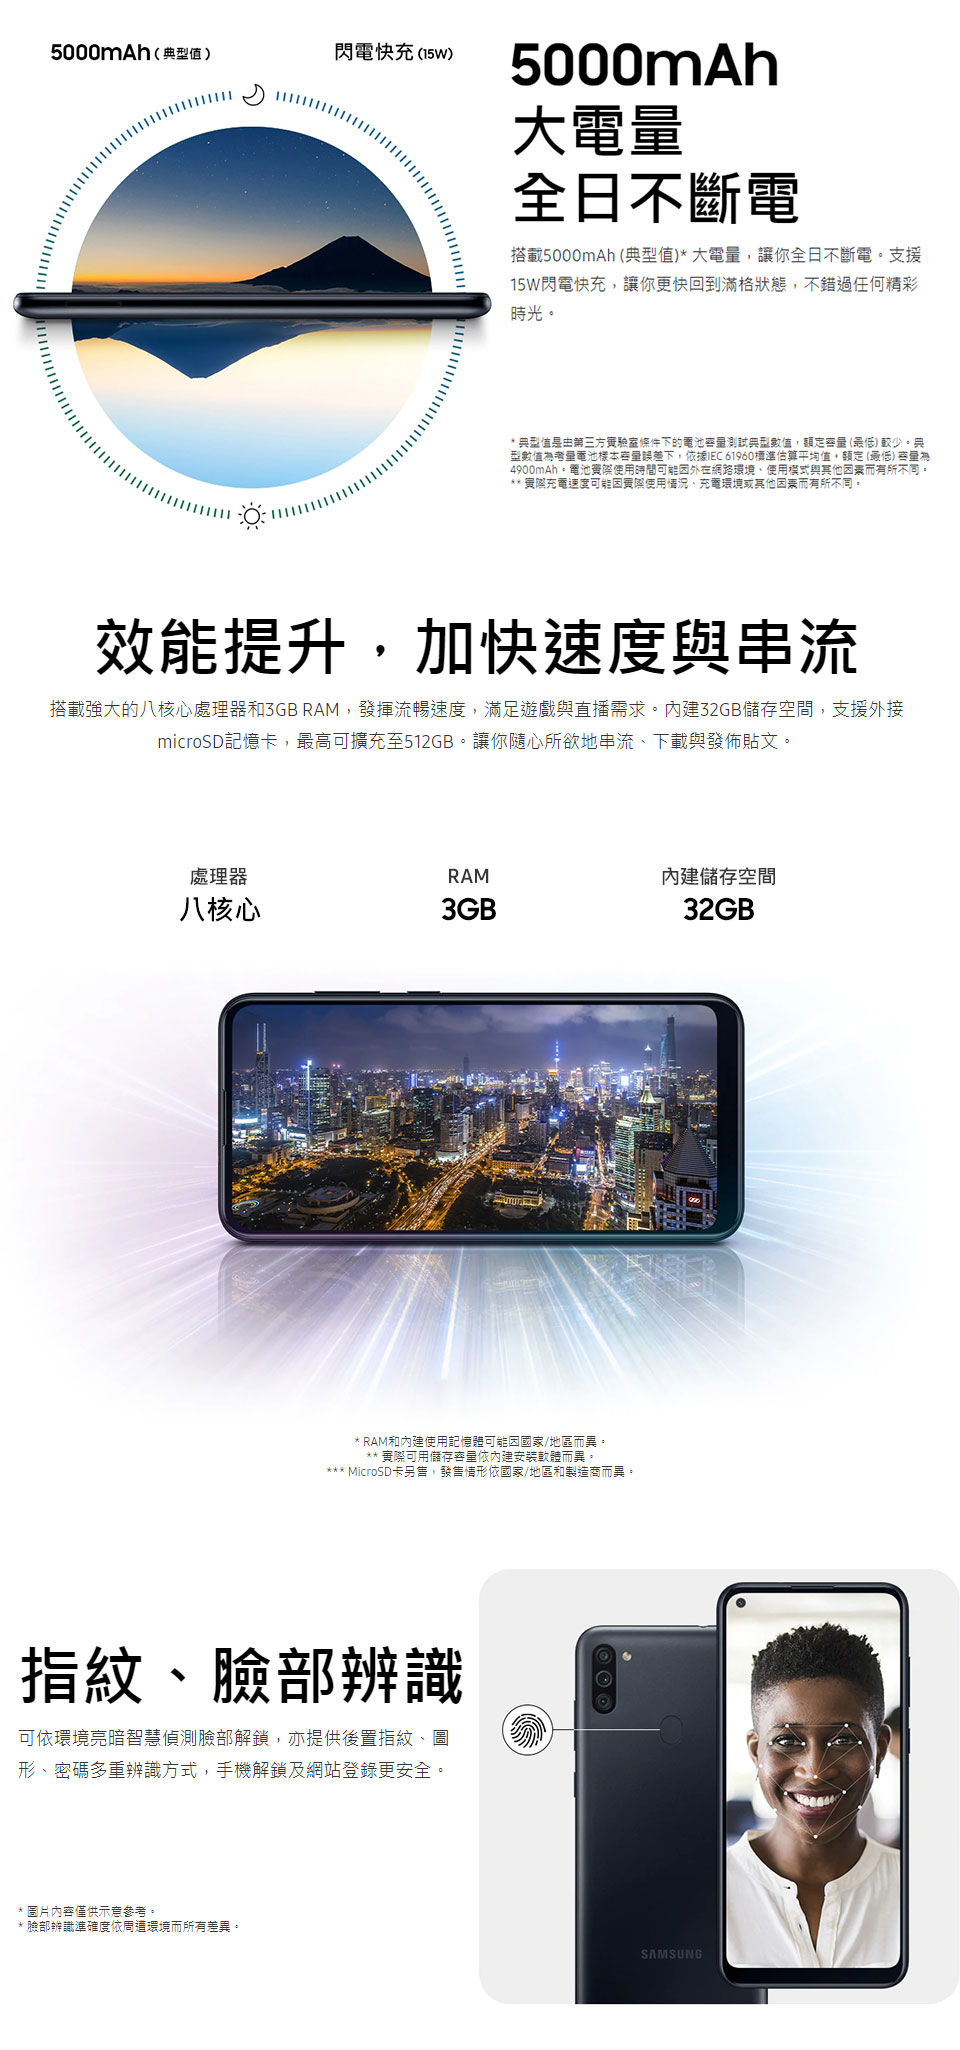 5000mAh (典型值)
閃電快充 (15W)
5000mAh
大電量
全日不斷電
搭載5000mAh (典型值)* 大電量，讓你全日不斷電。支援
15W閃電快充，讓你更快回到滿格狀態，不錯過任何精彩
時光。
* 典型值是由第三方實驗室條件下的電池容量測試典型數值，額定容量 (最低) 較少。典
型數值為考量電池樣本容量誤差下，依據IEC 61960標準估算平均值。額定 (最低) 容量為
4900mAh。電池實際使用時間可能因外在網路環境、使用模式與其他因素而有所不同。
** 實際充電速度可能因實際使用情況、充電環境或其他因素而有所不同。
效能提升，加快速度與串流
搭載強大的八核心處理器和3GB RAM，發揮流暢速度，滿足遊戲與直播需求。內建32GB儲存空間，支援外接
microSD記憶卡，最高可擴充至512GB。讓你隨心所欲地串流、下載與發佈貼文。
處理器
八核心
RAM
3GB
內建儲存空間
32GB
* RAM和內建使用記憶體可能因國家/地區而異。
** 實際可用儲存容量依內建安裝軟體而異。
*** MicroSD卡另售，發售情形依國家/地區和製造商而異。
指紋、臉部辨識
可依環境亮暗智慧偵測臉部解鎖，亦提供後置指紋、圖
形、密碼多重辨識方式，手機解鎖及網站登錄更安全。
* 圖片內容僅供示意參考。
* 臉部辨識準確度依周遭環境而所有差異。
SAMSUNG